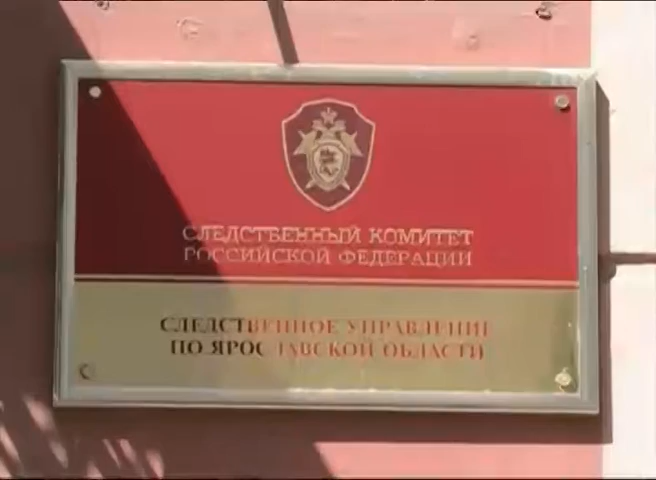 СЛЕДСТВЕННЫЙ КОМИТЕТ
РОССИЙСКОЙ ФЕДЕРАЦИИ
СЛЕДСТВЕННОЕ УПРАВЛЕНИЕ
ПО ЯРОСЛАВСКОЙ ОБЛАСТИ